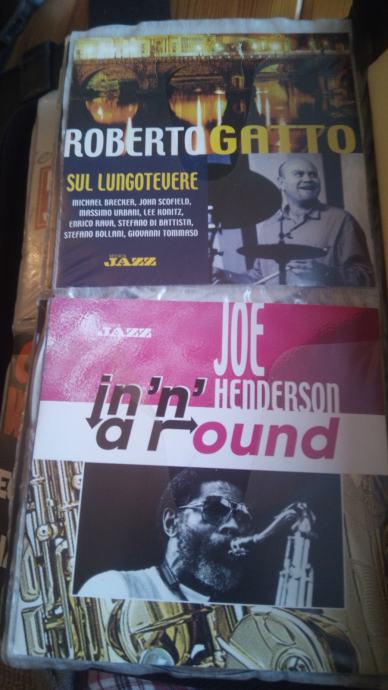 ROBERTO GATTO
SUL LUNGOTEVERE
MICHAEL BRECKER, JOHN SCOFIELD,
MASSIMO URBANI, LEE KONITZ,
ENRICO RAVA, STEFANO DI BATTISTA,
STEFANO BOLLANI, GIOVANNI TOMMASO
JAZZ
JAZZ
JOE
HENDERSON
in 'n'
around